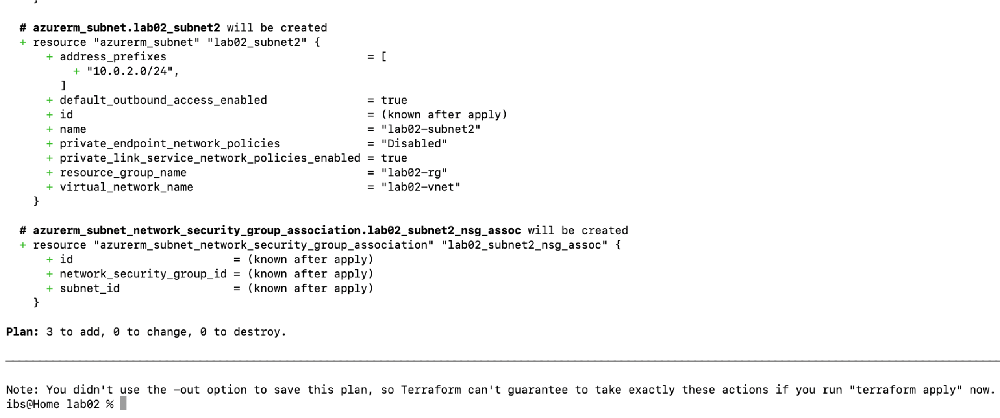 }
# azurerm_subnet.lab02_subnet2 will be created
+ resource "azurerm_subnet" "lab02_subnet2" {
+ address_prefixes = [
+ "10.0.2.0/24",
]
+ default_outbound_access_enabled = true
+ id = (known after apply)
+ name = "lab02-subnet2"
+ private_endpoint_network_policies = "Disabled"
+ private_link_service_network_policies_enabled = true
+ resource_group_name = "lab02-rg"
+ virtual_network_name = "lab02-vnet"
}
# azurerm_subnet_network_security_group_association.lab02_subnet2_nsg_assoc will be created
+ resource "azurerm_subnet_network_security_group_association" "lab02_subnet2_nsg_assoc" {
+ id = (known after apply)
+ network_security_group_id = (known after apply)
+ subnet_id = (known after apply)
}
Plan: 3 to add, 0 to change, 0 to destroy.
Note: You didn't use the -out option to save this plan, so Terraform can't guarantee to take exactly these actions if you run "terraform apply" now.
ibs@Home lab02 %